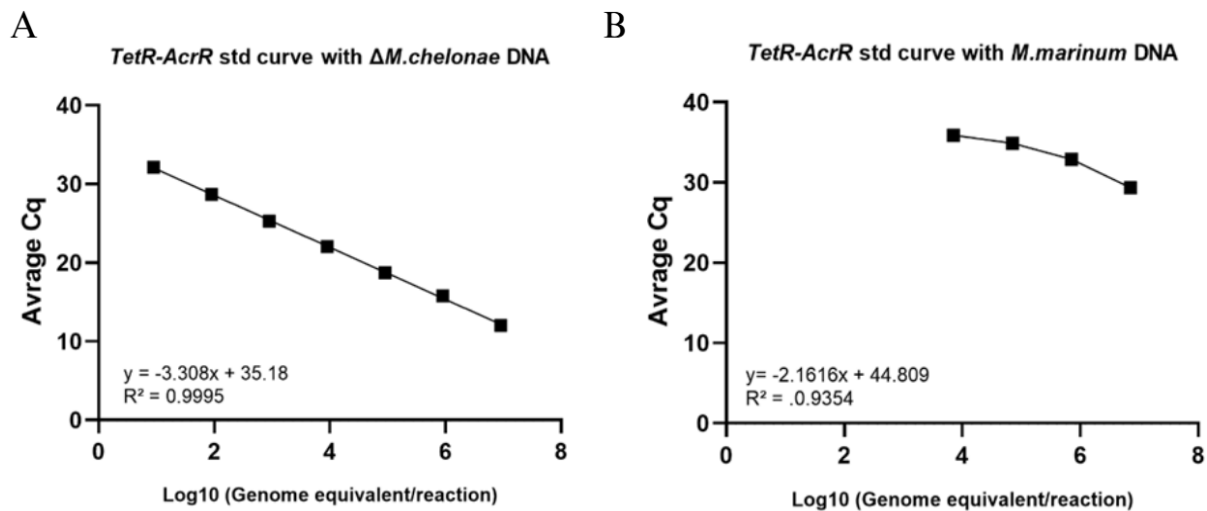 A
TetR-AcrR std curve with ΔM.chelonae DNA
40
30
20
10
0
Avrage Cq
y = -3.308x + 35.18
R² = 0.9995
0 2 4 6 8
Log10 (Genome equivalent/reaction)
B
TetR-AcrR std curve with M.marinum DNA
40
30
20
10
0
Avrage Cq
y= -2.1616x + 44.809
R² = .0.9354
0 2 4 6 8
Log10 (Genome equivalent/reaction)